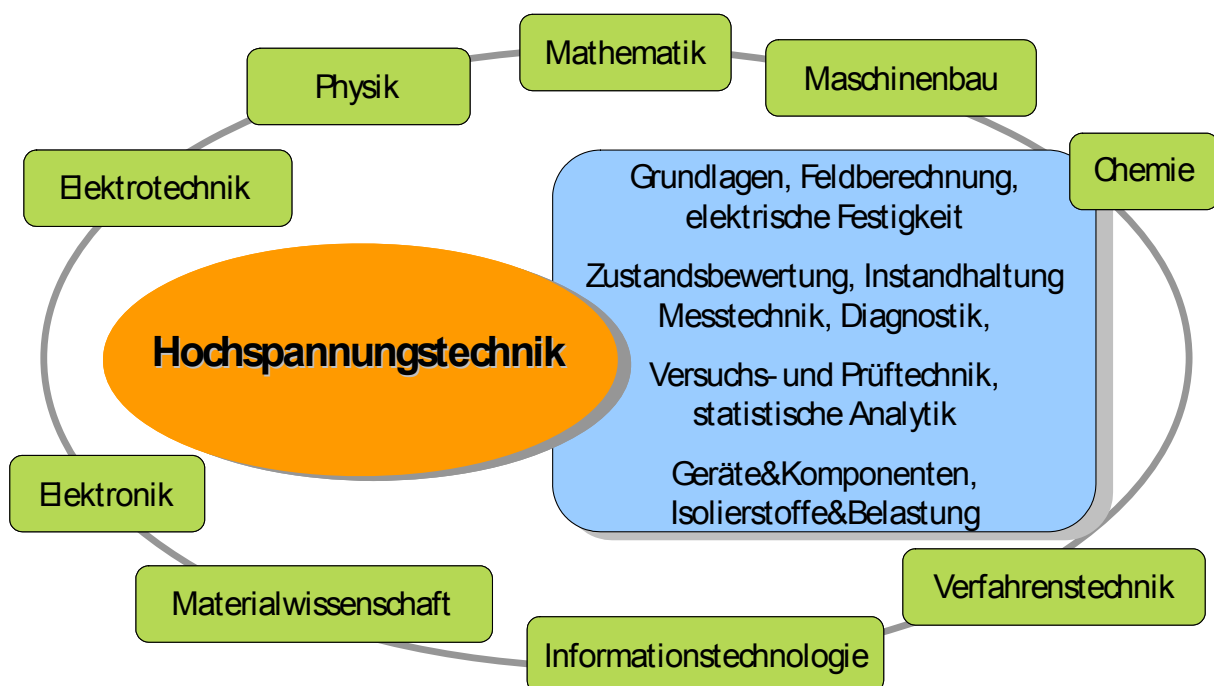 Mathematik
Physik
Maschinenbau
Elektrotechnik
Chemie
Grundlagen, Feldberechnung,
elektrische Festigkeit
Zustandsbewertung, Instandhaltung
Messtechnik, Diagnostik,
Hochspannungstechnik
Versuchs- und Prüftechnik,
statistische Analytik
Geräte&Komponenten,
Isolierstoffe&Belastung
Elektronik
Materialwissenschaft
Verfahrenstechnik
Informationstechnologie